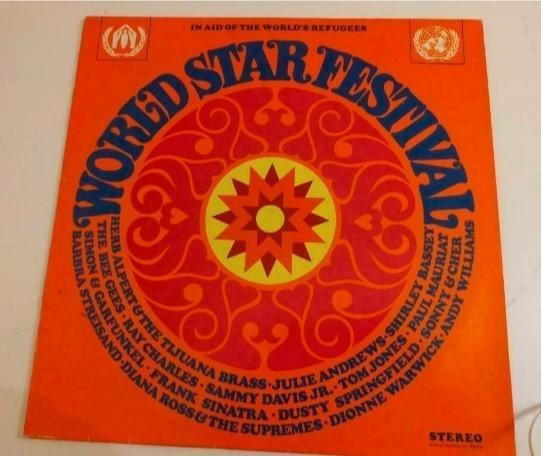 IN AID OF THE WORLD'S REFUGEES
WORLD STAR FESTIVAL
HERB ALPERT & THE TIJUANA BRASS · JULIE ANDREWS · SHIRLEY BASSEY
THE BEE GEES · RAY CHARLES · SAMMY DAVIS JR. · TOM JONES · PAUL MAURIAT
SIMON & GARFUNKEL · FRANK SINATRA · DUSTY SPRINGFIELD · SONNY & CHER
BARBRA STREISAND · DIANA ROSS & THE SUPREMES · DIONNE WARWICK · ANDY WILLIAMS
STEREO